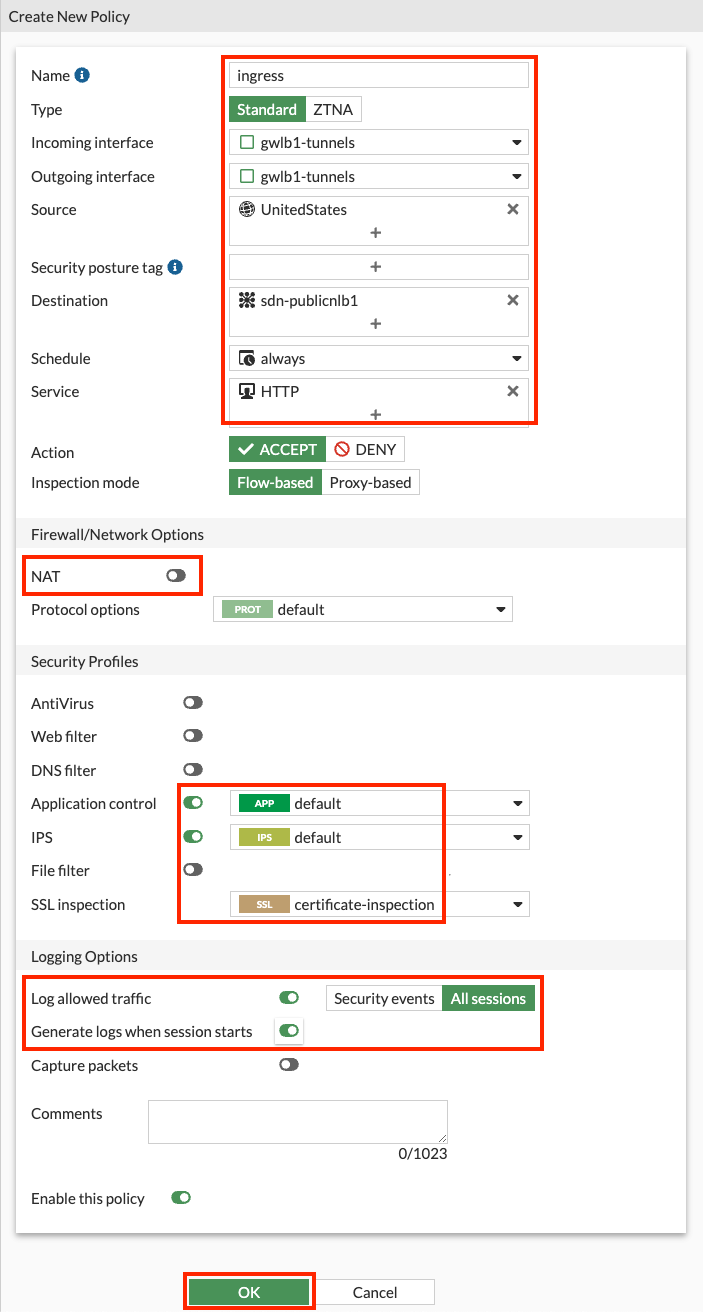 Create New Policy
Name
ingress
Type
Standard ZTNA
Incoming interface
gwlb1-tunnels
Outgoing interface
gwlb1-tunnels
Source
UnitedStates
+
Security posture tag
+
Destination
sdn-publicnlb1
+
Schedule
always
Service
HTTP
+
Action
ACCEPT DENY
Inspection mode
Flow-based Proxy-based
Firewall/Network Options
NAT
Protocol options
PROT default
Security Profiles
AntiVirus
Web filter
DNS filter
Application control
APP default
IPS
IPS default
File filter
SSL inspection
SSL certificate-inspection
Logging Options
Log allowed traffic
Security events All sessions
Generate logs when session starts
Capture packets
Comments
0/1023
Enable this policy
OK Cancel